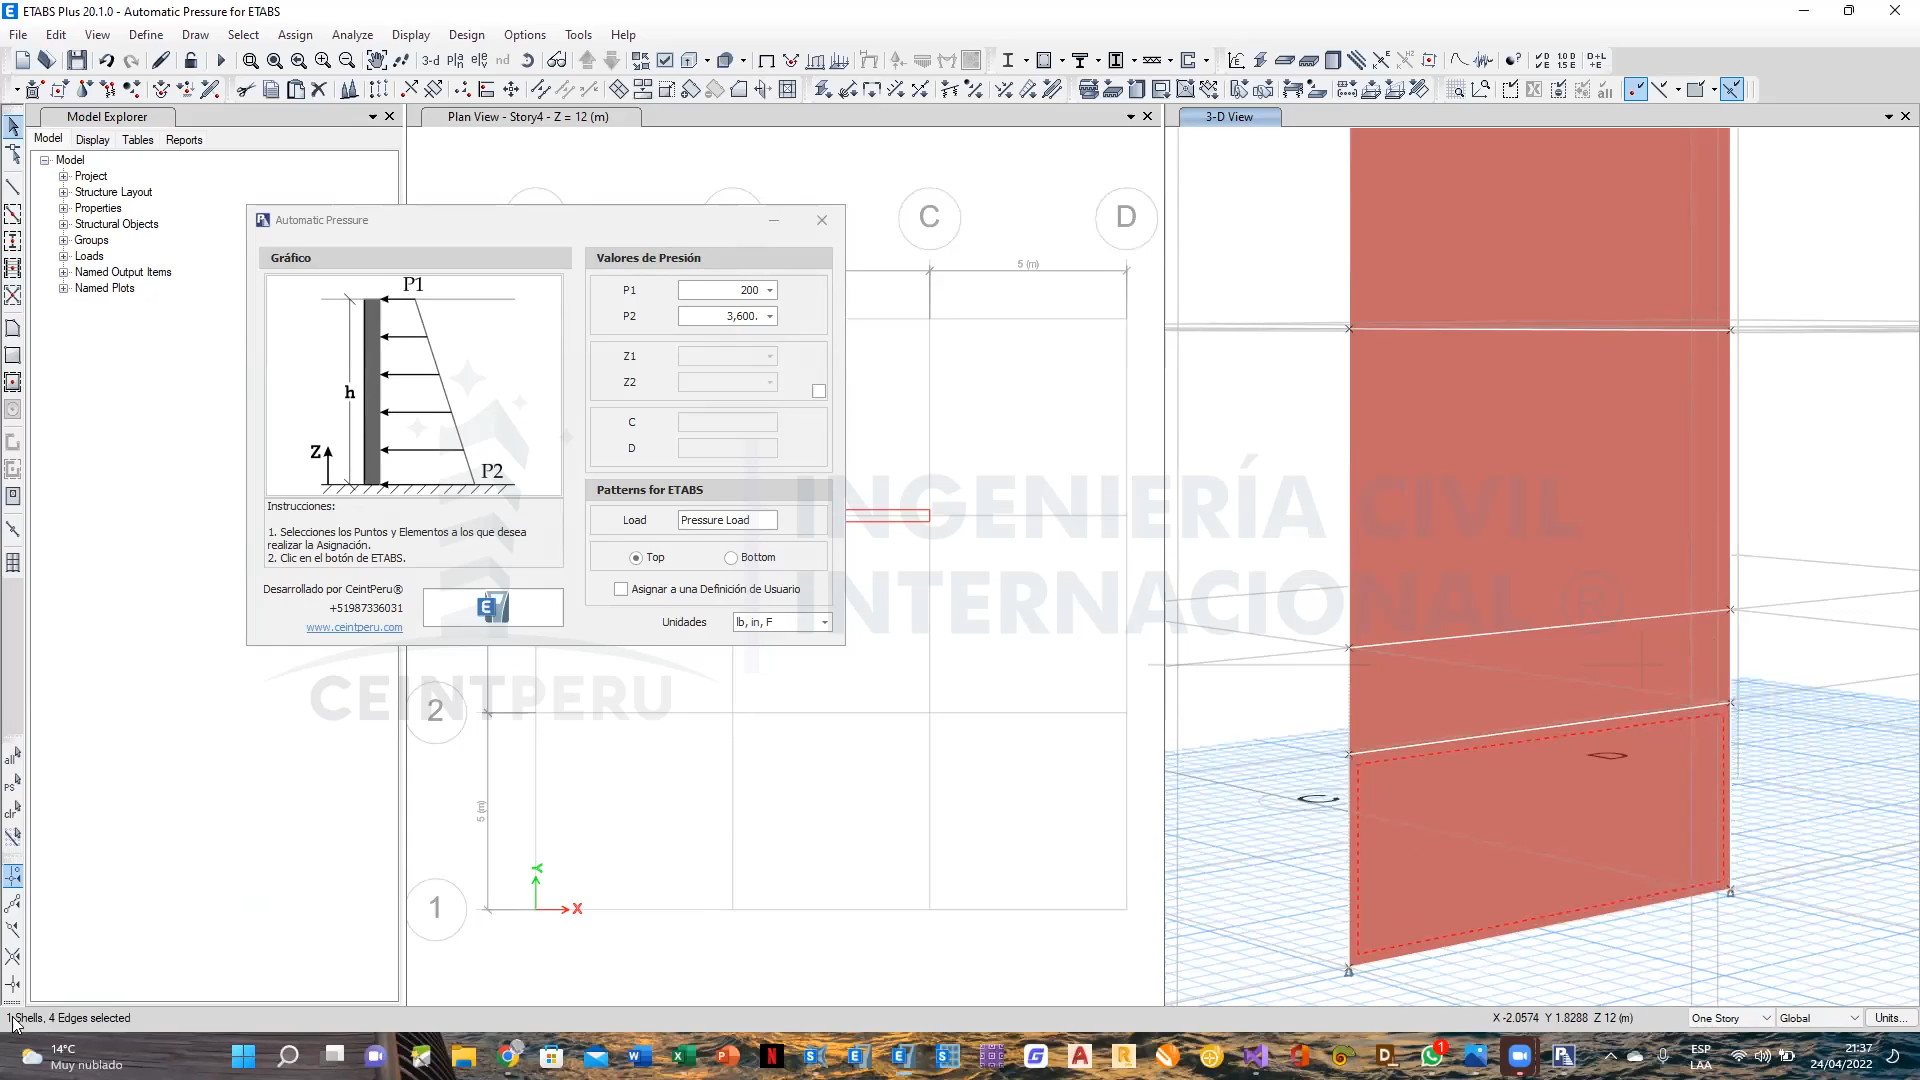 ETABS Plus 20.1.0 - Automatic Pressure for ETABS
File Edit View Define Draw Select Assign Analyze Display Design Options Tools Help
3-d
nd
all
Model Explorer
Model Display Tables Reports
Model
Project
Structure Layout
Properties
Structural Objects
Groups
Loads
Named Output Items
Named Plots
Plan View - Story4 - Z = 12 (m)
3-D View
C
D
5 (m)
Automatic Pressure
Gráfico
P1
h
Z
P2
Instrucciones:
1. Selecciones los Puntos y Elementos a los que desea
realizar la Asignación.
2. Clic en el botón de ETABS.
Desarrollado por CeintPeru®
+51987336031
www.ceintperu.com
Valores de Presión
P1 200
P2 3,600.
Z1
Z2
C
D
Patterns for ETABS
Load Pressure Load
Top Bottom
Asignar a una Definición de Usuario
Unidades lb, in, F
INGENIERÍA CIVIL
INTERNACIONAL ®
CEINTPERU
2
5 (m)
1
Y
X
all
PS
clr
1 Shells, 4 Edges selected
X -2.0574 Y 1.8288 Z 12 (m)
One Story
Global
Units...
14°C
Muy nublado
ESP
LAA
21:37
24/04/2022